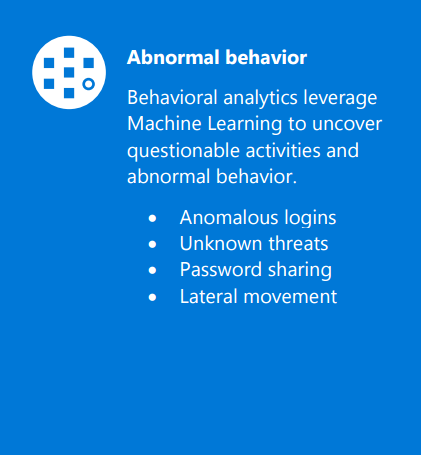 Abnormal behavior
Behavioral analytics leverage
Machine Learning to uncover
questionable activities and
abnormal behavior.
• Anomalous logins
• Unknown threats
• Password sharing
• Lateral movement